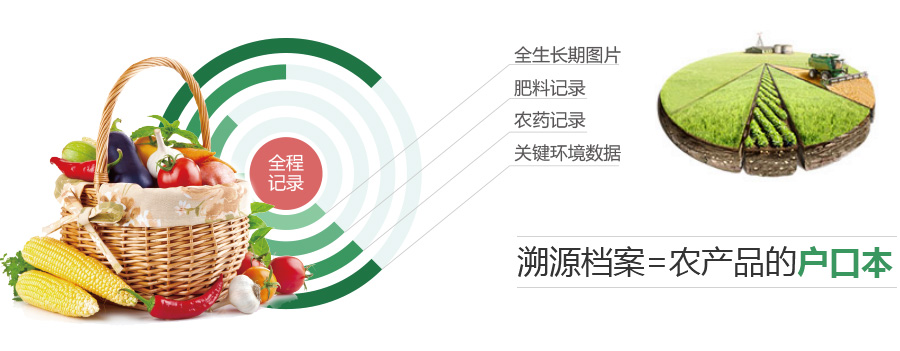 全程
记录
全生长期图片
肥料记录
农药记录
关键环境数据
溯源档案=农产品的户口本